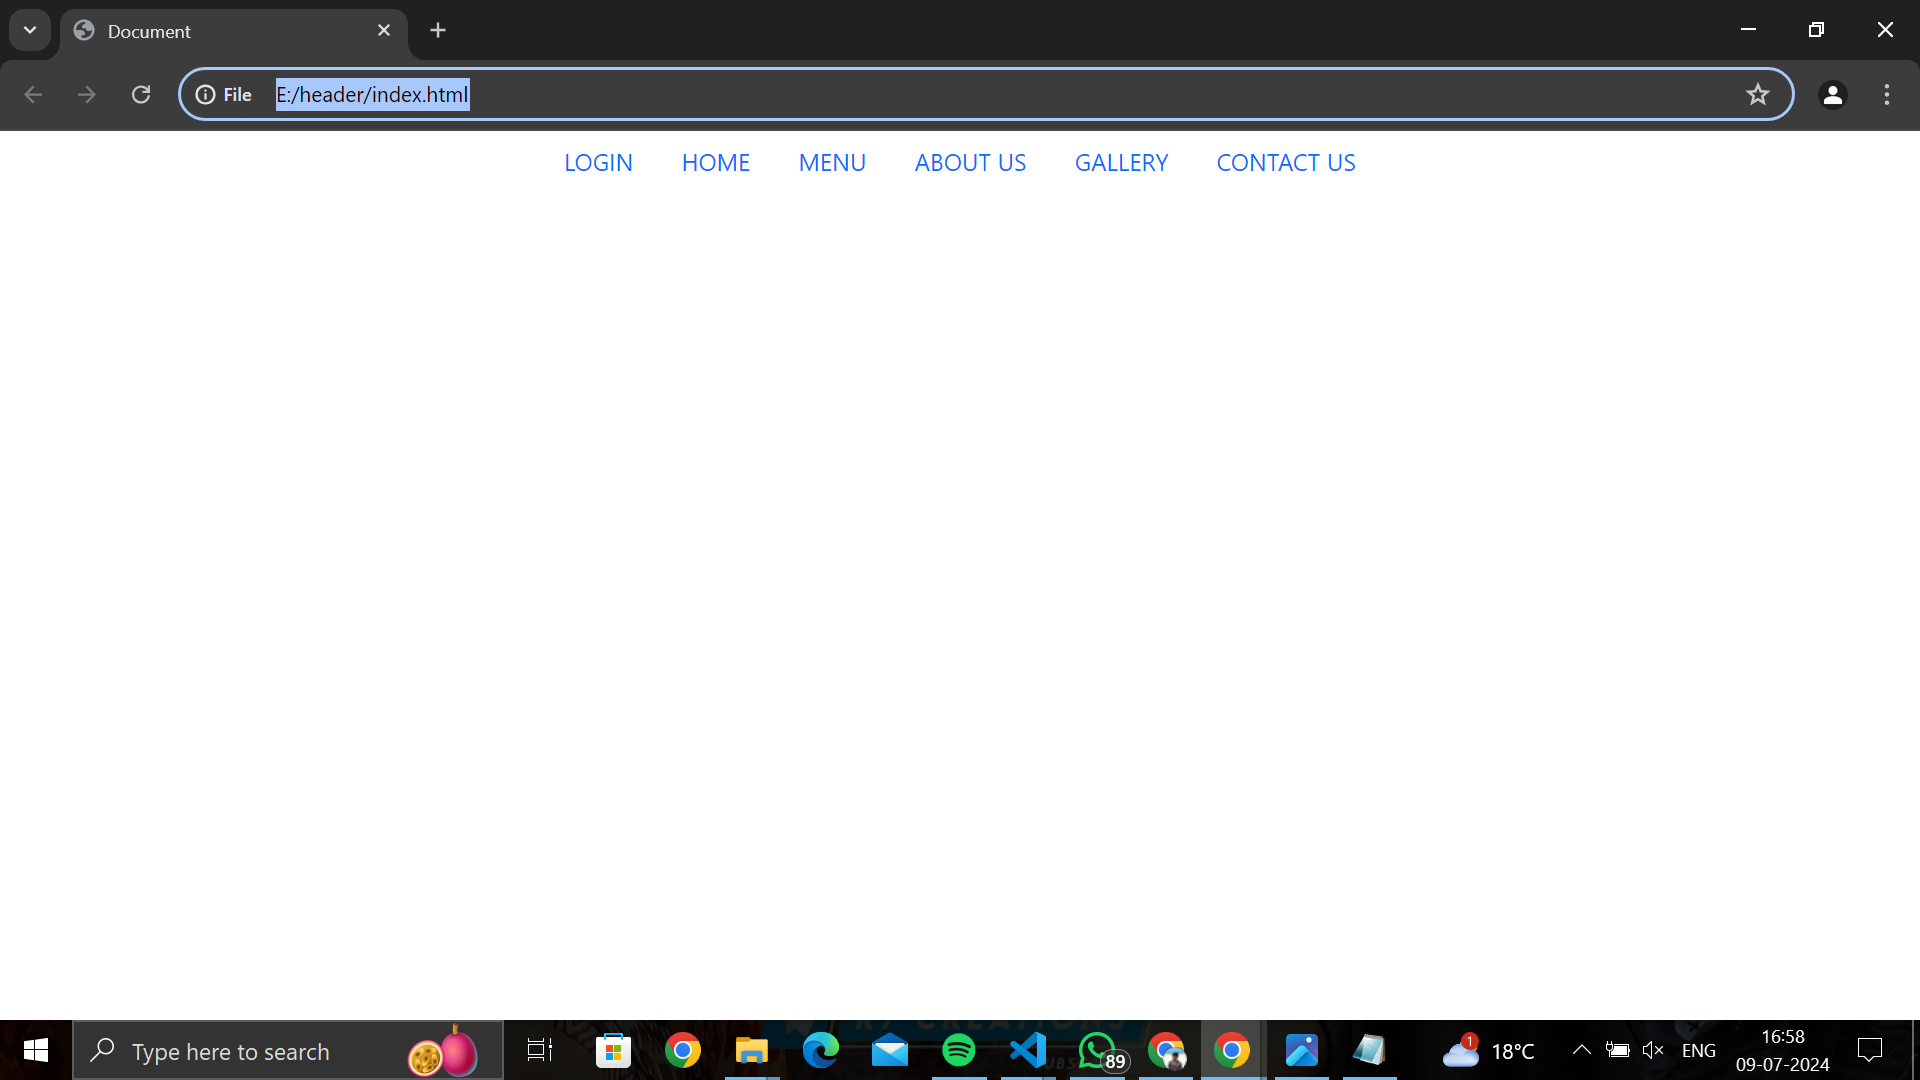 Document
File E:/header/index.html
LOGIN HOME MENU ABOUT US GALLERY CONTACT US
Type here to search
89
1
18°C
ENG
16:58
09-07-2024